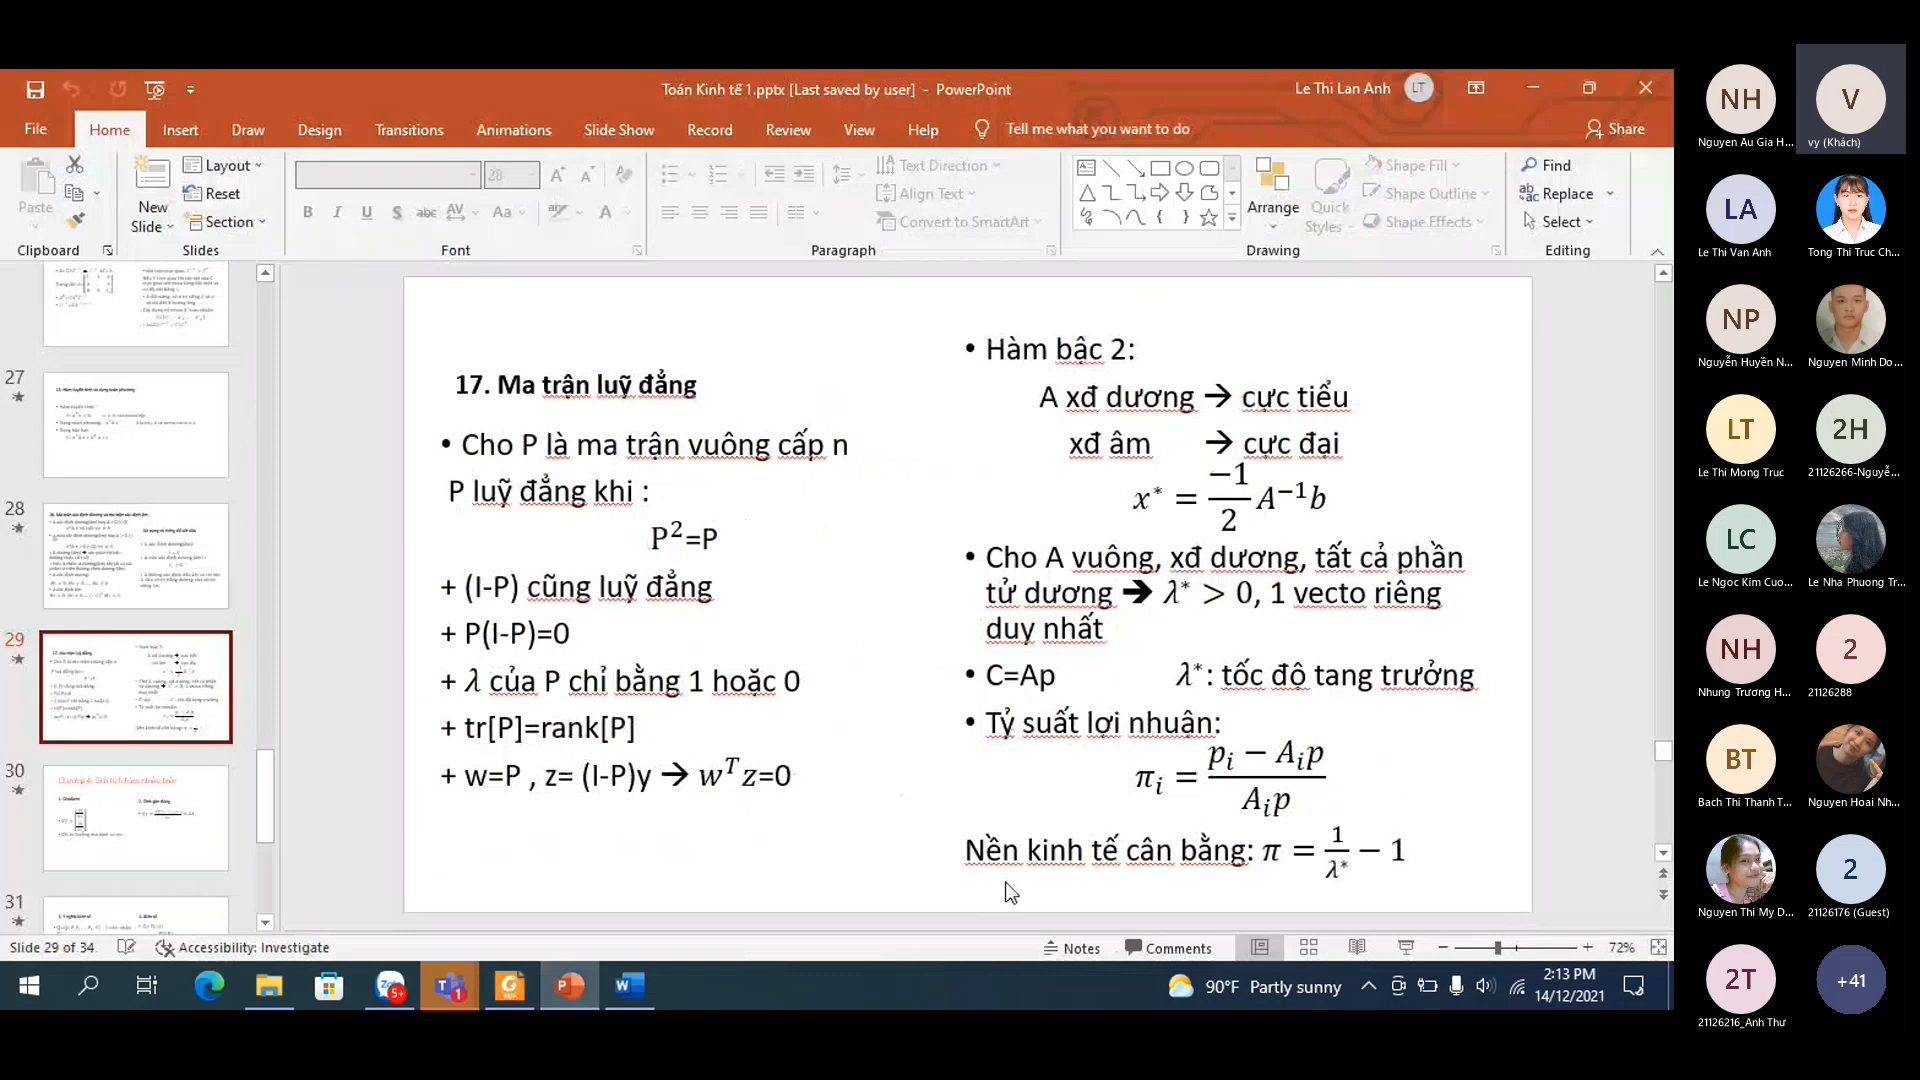 Toán Kinh tế 1.pptx [Last saved by user] - PowerPoint
Le Thi Lan Anh
LT
File
Home
Insert
Draw
Design
Transitions
Animations
Slide Show
Record
Review
View
Help
Tell me what you want to do
Share
Paste
New Slide
Layout
Reset
Section
28
B I U S abc AV Aa A
Text Direction
Align Text
Convert to SmartArt
Arrange
Quick Styles
Shape Fill
Shape Outline
Shape Effects
Find
Replace
Select
Clipboard
Slides
Font
Paragraph
Drawing
Editing
27
28
29
30
31
17. Ma trận luỹ đẳng
• Cho P là ma trận vuông cấp n
P luỹ đẳng khi :
P²=P
+ (I-P) cũng luỹ đẳng
+ P(I-P)=0
+ λ của P chỉ bằng 1 hoặc 0
+ tr[P]=rank[P]
+ w=P , z= (I-P)y → wᵀz=0
• Hàm bậc 2:
A xđ dương → cực tiểu
xđ âm → cực đại
x* = −1/2 A⁻¹b
• Cho A vuông, xđ dương, tất cả phần
tử dương → λ* > 0, 1 vecto riêng
duy nhất
• C=Ap λ*: tốc độ tang trưởng
• Tỷ suất lợi nhuận:
πᵢ = (pᵢ − Aᵢp)/(Aᵢp)
Nền kinh tế cân bằng: π = 1/λ* − 1
Slide 29 of 34
Accessibility: Investigate
Notes
Comments
72%
5+
1
90°F Partly sunny
2:13 PM
14/12/2021
NH
Nguyen Au Gia H...
V
vy (Khách)
LA
Le Thi Van Anh
Tong Thi Truc Ch...
NP
Nguyễn Huyền N...
Nguyen Minh Do...
LT
Le Thi Mong Truc
2H
21126266-Nguyễ...
LC
Le Ngoc Kim Cuo...
Le Nha Phuong Tr...
NH
Nhung Trương H...
2
21126288
BT
Bach Thi Thanh T...
Nguyen Hoai Nh...
Nguyen Thi My D...
2
21126176 (Guest)
2T
21126216_Anh Thư
+41